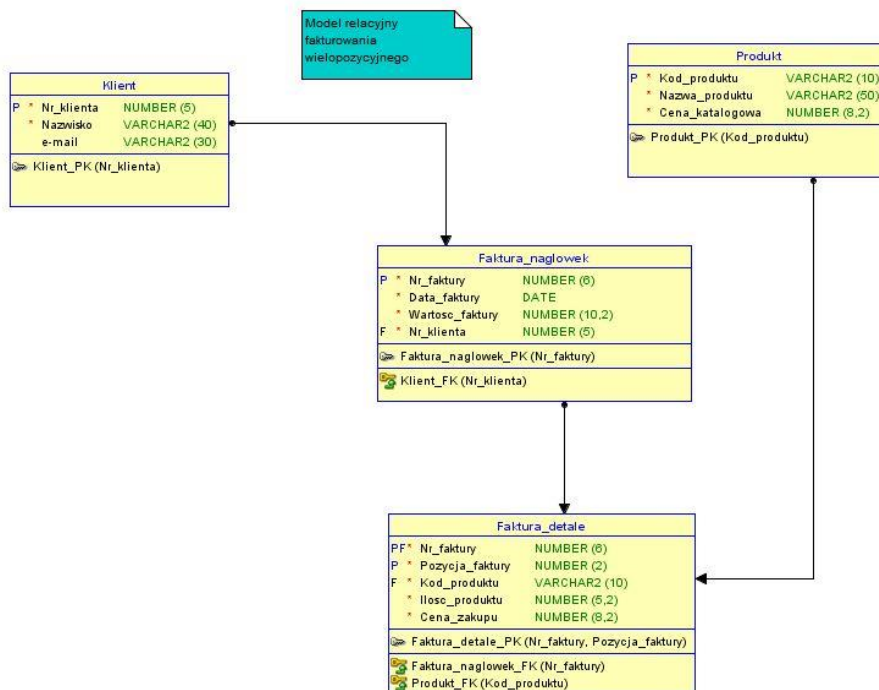 Model relacyjny
fakturowania
wielopozycyjnego
Klient
P * Nr_klienta NUMBER (5)
* Nazwisko VARCHAR2 (40)
e-mail VARCHAR2 (30)
Klient_PK (Nr_klienta)
Produkt
P * Kod_produktu VARCHAR2 (10)
* Nazwa_produktu VARCHAR2 (50)
* Cena_katalogowa NUMBER (8,2)
Produkt_PK (Kod_produktu)
Faktura_naglowek
P * Nr_faktury NUMBER (6)
* Data_faktury DATE
* Wartosc_faktury NUMBER (10,2)
F * Nr_klienta NUMBER (5)
Faktura_naglowek_PK (Nr_faktury)
Klient_FK (Nr_klienta)
Faktura_detale
PF * Nr_faktury NUMBER (6)
P * Pozycja_faktury NUMBER (2)
F * Kod_produktu VARCHAR2 (10)
* Ilosc_produktu NUMBER (5,2)
* Cena_zakupu NUMBER (8,2)
Faktura_detale_PK (Nr_faktury, Pozycja_faktury)
Faktura_naglowek_FK (Nr_faktury)
Produkt_FK (Kod_produktu)